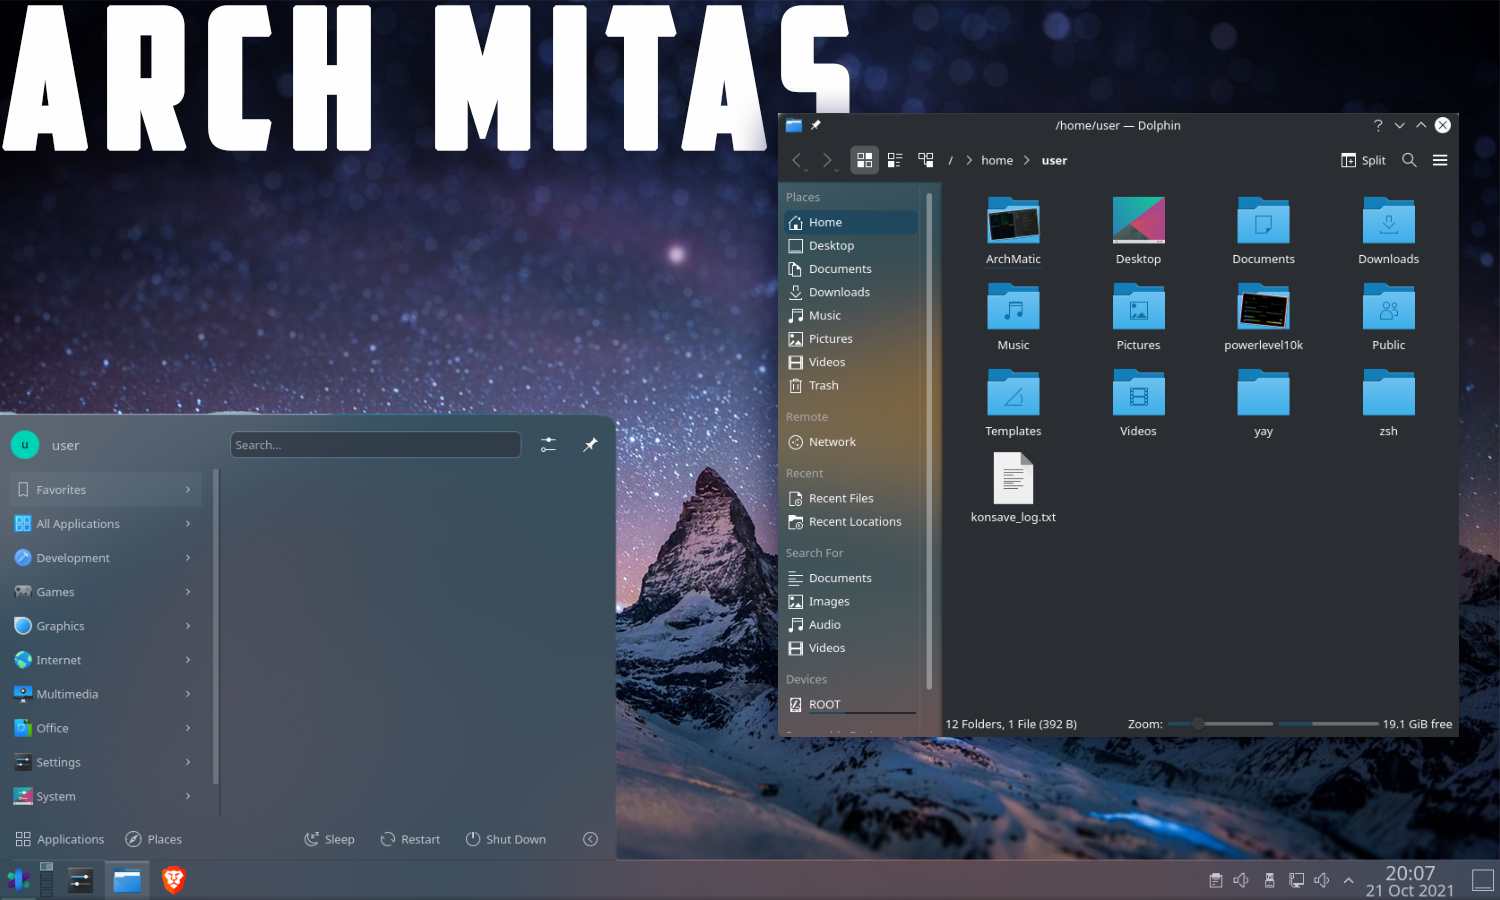 ARCH MITAS
/home/user — Dolphin
/ > home > user
Split
Places
Home
Desktop
Documents
Downloads
Music
Pictures
Videos
Trash
Remote
Network
Recent
Recent Files
Recent Locations
Search For
Documents
Images
Audio
Videos
Devices
ROOT
ArchMatic Desktop Documents Downloads
Music Pictures powerlevel10k Public
Templates Videos yay zsh
konsave_log.txt
12 Folders, 1 File (392 B) Zoom: 19.1 GiB free
u user Search...
Favorites
All Applications
Development
Games
Graphics
Internet
Multimedia
Office
Settings
System
Applications Places Sleep Restart Shut Down
20:07
21 Oct 2021